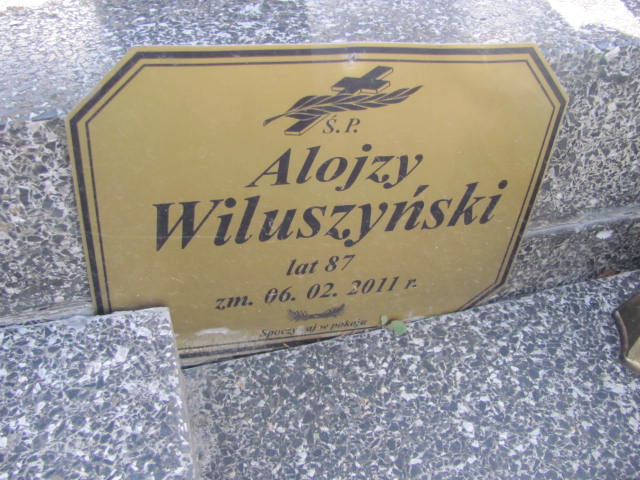 Ś.P.
Alojzy
Wiluszyński
lat 87
zm. 06. 02. 2011 r.
Spoczywaj w pokoju